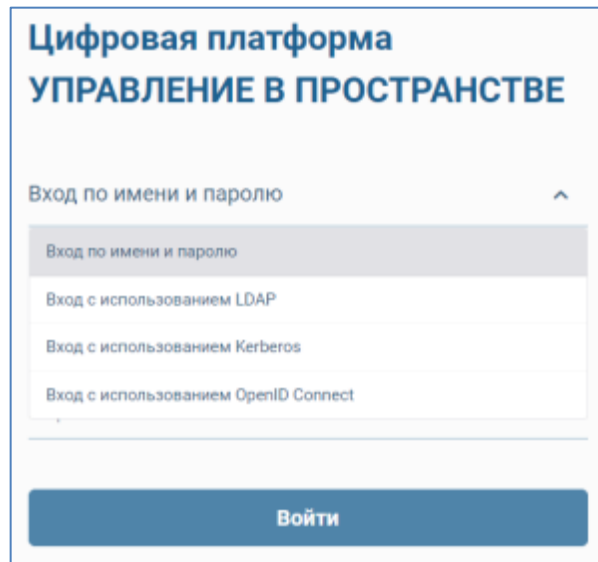 Цифровая платформа
УПРАВЛЕНИЕ В ПРОСТРАНСТВЕ
Вход по имени и паролю
Вход по имени и паролю
Вход с использованием LDAP
Вход с использованием Kerberos
Вход с использованием OpenID Connect
Войти